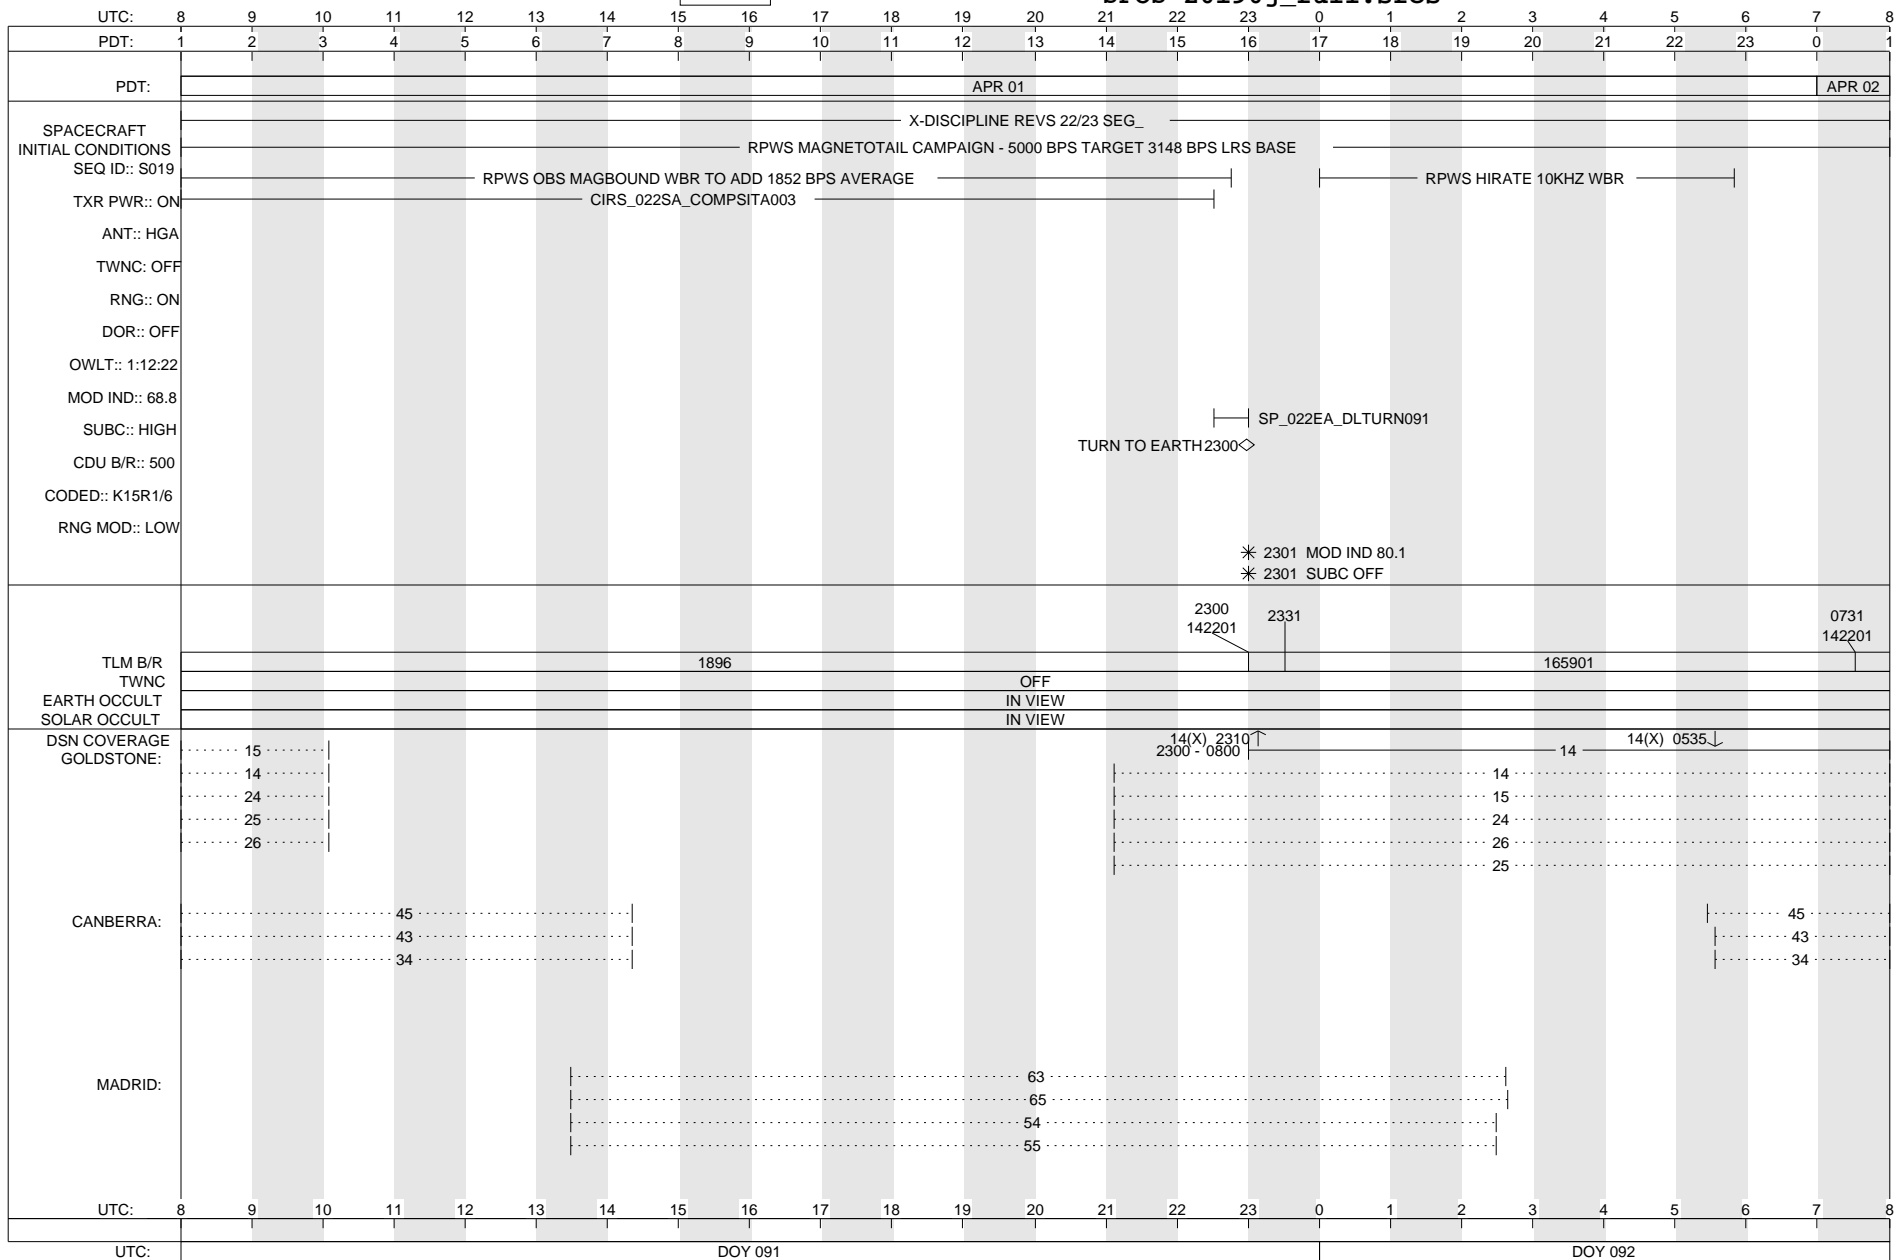 UTC: 8 9 10 11 12 13 14 15 16 17 18 19 20 21 22 23 0 1 2 3 4 5 6 7 8
PDT: 1 2 3 4 5 6 7 8 9 10 11 12 13 14 15 16 17 18 19 20 21 22 23 0 1
PDT: APR 01 APR 02
SPACECRAFT
INITIAL CONDITIONS
X-DISCIPLINE REVS 22/23 SEG_
RPWS MAGNETOTAIL CAMPAIGN - 5000 BPS TARGET 3148 BPS LRS BASE
SEQ ID:: S019
RPWS OBS MAGBOUND WBR TO ADD 1852 BPS AVERAGE
RPWS HIRATE 10KHZ WBR
TXR PWR:: ON
CIRS_022SA_COMPSITA003
ANT:: HGA
TWNC: OFF
RNG:: ON
DOR:: OFF
OWLT:: 1:12:22
MOD IND:: 68.8
SP_022EA_DLTURN091
SUBC:: HIGH
TURN TO EARTH 2300
CDU B/R:: 500
CODED:: K15R1/6
RNG MOD:: LOW
2301 MOD IND 80.1
2301 SUBC OFF
2300
142201
2331
0731
142201
TLM B/R 1896 165901
TWNC OFF
EARTH OCCULT IN VIEW
SOLAR OCCULT IN VIEW
DSN COVERAGE
14(X) 2310
14(X) 0535
GOLDSTONE:
15
2300 - 0800 14
14 14
24 15
25 24
26 26
25
CANBERRA:
45 45
43 43
34 34
MADRID:
63
65
54
55
UTC: 8 9 10 11 12 13 14 15 16 17 18 19 20 21 22 23 0 1 2 3 4 5 6 7 8
UTC: DOY 091 DOY 092